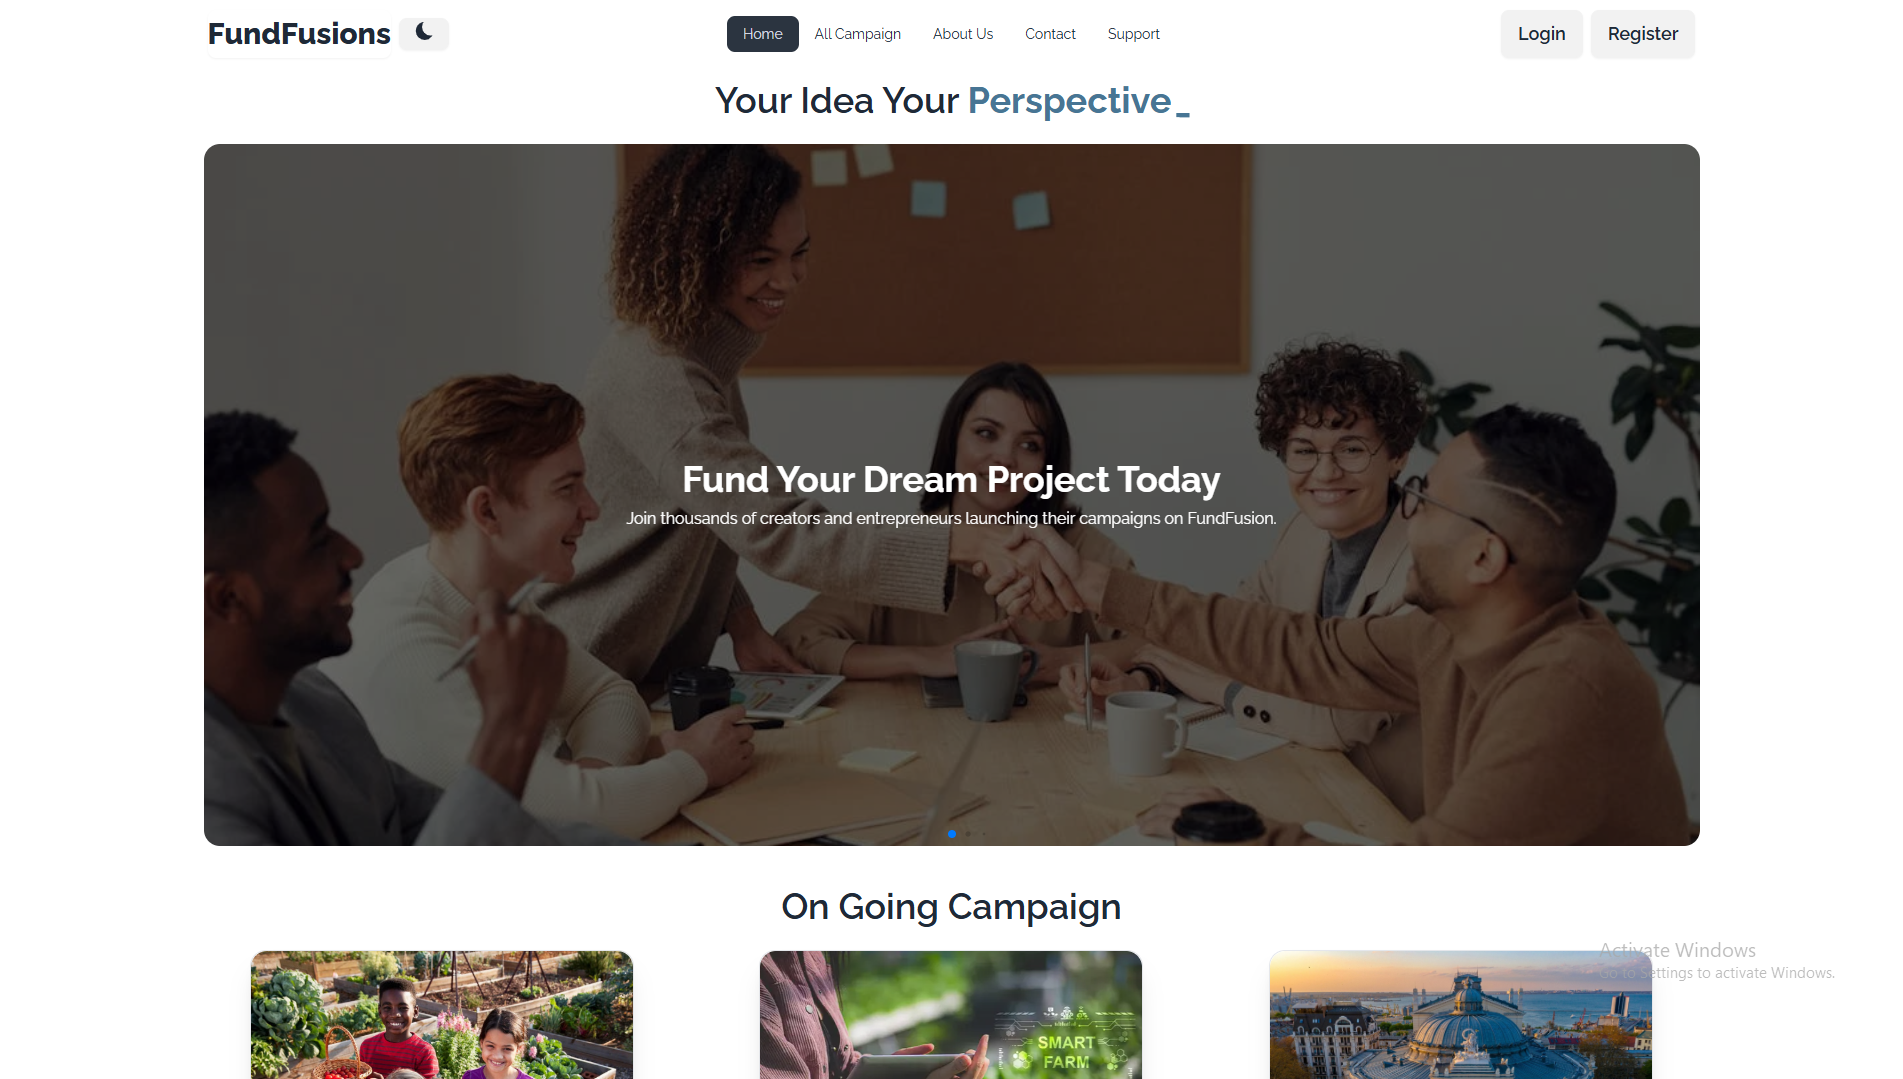 FundFusions
Home
All Campaign
About Us
Contact
Support
Login
Register
Your Idea Your Perspective_
Fund Your Dream Project Today
Join thousands of creators and entrepreneurs launching their campaigns on FundFusion.
On Going Campaign
SMART
FARM
Activate Windows
Go to Settings to activate Windows.